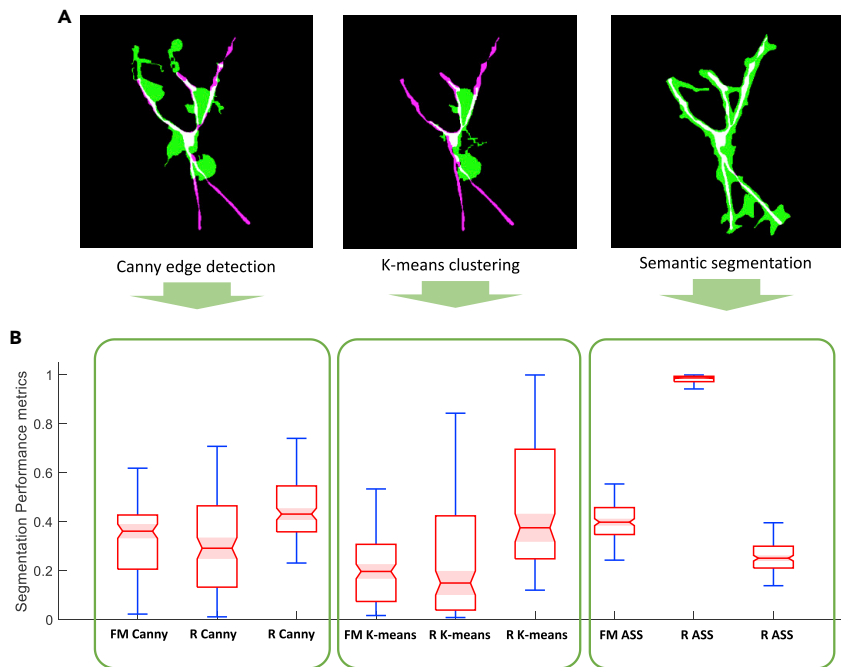 A
Canny edge detection
K-means clustering
Semantic segmentation
B
Segmentation Performance metrics
1
0.8
0.6
0.4
0.2
0
FM Canny
R Canny
R Canny
FM K-means
R K-means
R K-means
FM ASS
R ASS
R ASS